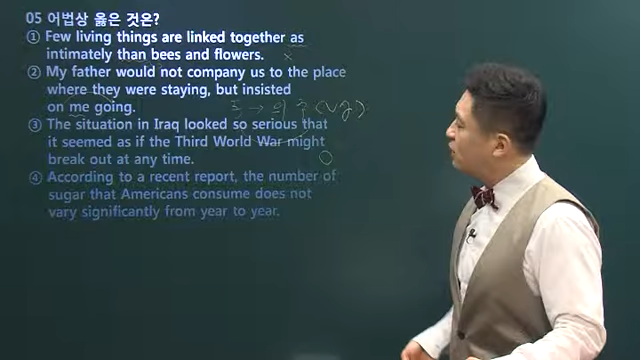 05 어법상 옳은 것은?
① Few living things are linked together as
intimately than bees and flowers. ×
② My father would not company us to the place
where they were staying, but insisted
on me going.
③ The situation in Iraq looked so serious that
it seemed as if the Third World War might
break out at any time. ○
④ According to a recent report, the number of
sugar that Americans consume does not
vary significantly from year to year.